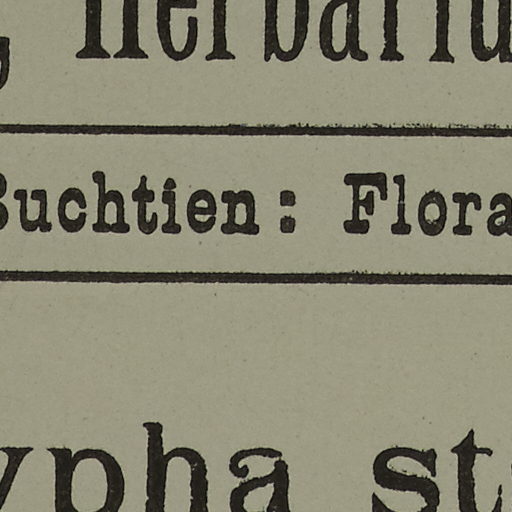 , Herbariu
Buchtien: Flora
ypha st